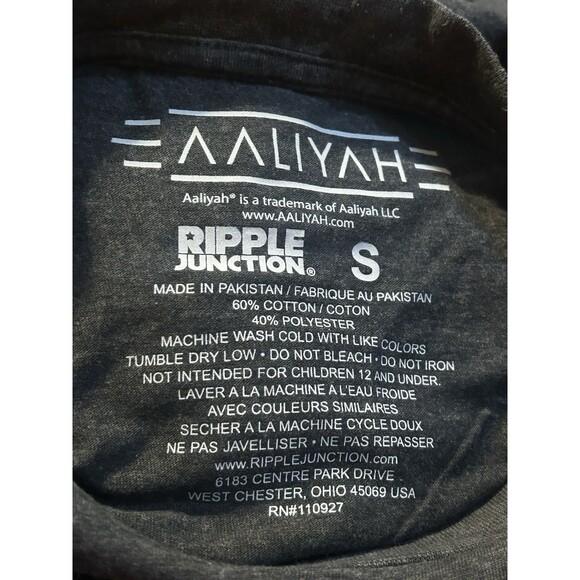 AALIYAH
Aaliyah® is a trademark of Aaliyah LLC
www.AALIYAH.com
RIPPLE
JUNCTION® S
MADE IN PAKISTAN / FABRIQUE AU PAKISTAN
60% COTTON / COTON
40% POLYESTER
MACHINE WASH COLD WITH LIKE COLORS
TUMBLE DRY LOW • DO NOT BLEACH • DO NOT IRON
NOT INTENDED FOR CHILDREN 12 AND UNDER.
LAVER A LA MACHINE A L'EAU FROIDE
AVEC COULEURS SIMILAIRES
SECHER A LA MACHINE CYCLE DOUX
NE PAS JAVELLISER • NE PAS REPASSER
www.RIPPLEJUNCTION.com
6183 CENTRE PARK DRIVE
WEST CHESTER, OHIO 45069 USA
RN#110927